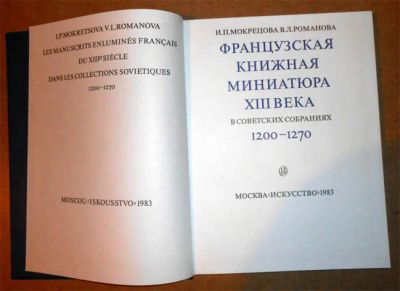 I.P.MOKRETSOVA V.L.ROMANOVA
LES MANUSCRITS ENLUMINÉS FRANÇAIS
DU XIIIᵉ SIÈCLE
DANS LES COLLECTIONS SOVIETIQUES
1200–1270
MOSCOU ‹ISKOUSSTVO› 1983
И.П.МОКРЕЦОВА В.Л.РОМАНОВА
ФРАНЦУЗСКАЯ
КНИЖНАЯ
МИНИАТЮРА
XIII ВЕКА
В СОВЕТСКИХ СОБРАНИЯХ
1200–1270
МОСКВА ‹ИСКУССТВО› 1983